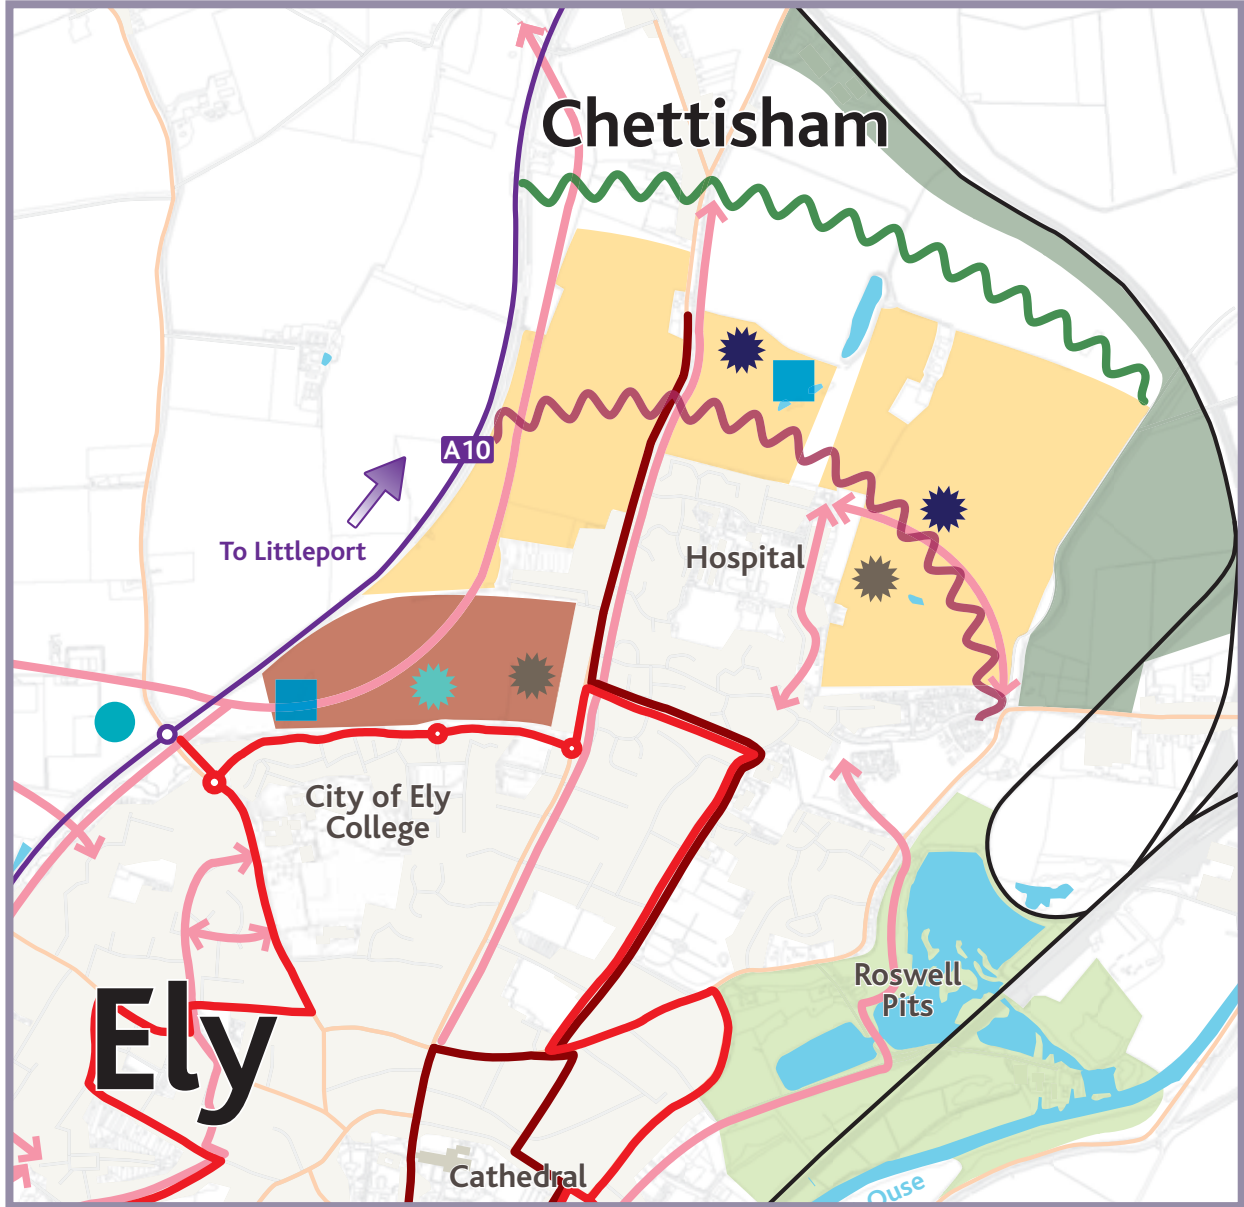 Chettisham
A10
To Littleport
Hospital
City of Ely
College
Roswell
Pits
Ely
Cathedral
Ouse